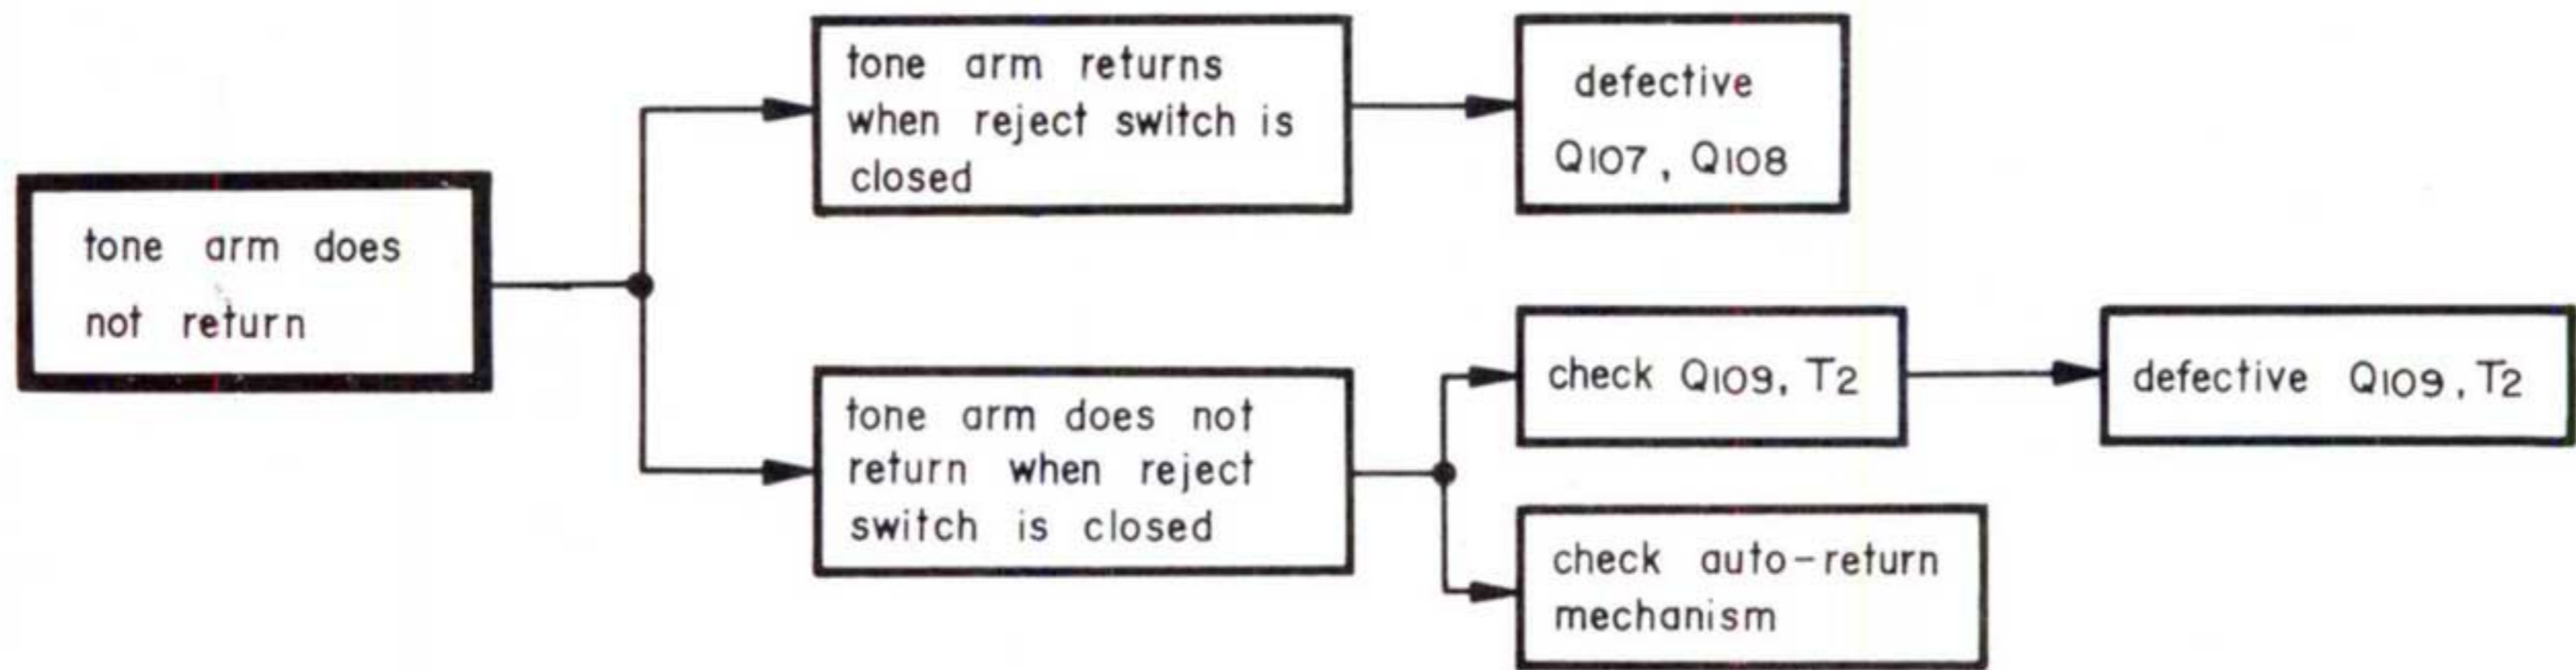 tone arm does
not return
tone arm returns
when reject switch is
closed
defective
Q107, Q108
tone arm does not
return when reject
switch is closed
check Q109, T2
defective Q109, T2
check auto-return
mechanism